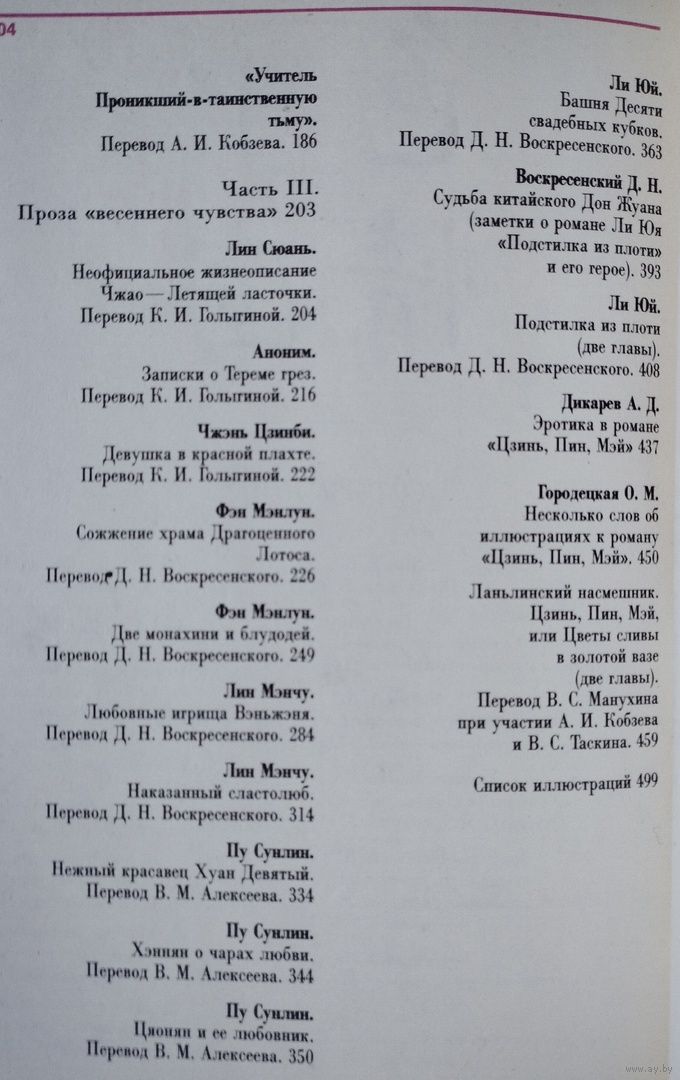 04
«Учитель
Проникший-в-таинственную
тьму».
Перевод А. И. Кобзева. 186
Часть III.
Проза «весеннего чувства» 203
Лин Сюань.
Неофициальное жизнеописание
Чжао — Летящей ласточки.
Перевод К. И. Голыгиной. 204
Аноним.
Записки о Тереме грез.
Перевод К. И. Голыгиной. 216
Чжэнь Цзинби.
Девушка в красной плахте.
Перевод К. И. Голыгиной. 222
Фэн Мэнлун.
Сожжение храма Драгоценного
Лотоса.
Перевод Д. Н. Воскресенского. 226
Фэн Мэнлун.
Две монахини и блудодей.
Перевод Д. Н. Воскресенского. 249
Лин Мэнчу.
Любовные игрища Вэньжэня.
Перевод Д. Н. Воскресенского. 284
Лин Мэнчу.
Наказанный сластолюб.
Перевод Д. Н. Воскресенского. 314
Пу Сунлин.
Нежный красавец Хуан Девятый.
Перевод В. М. Алексеева. 334
Пу Сунлин.
Хэннян о чарах любви.
Перевод В. М. Алексеева. 344
Пу Сунлин.
Цяонян и ее любовник.
Перевод В. М. Алексеева. 350
Ли Юй.
Башня Десяти
свадебных кубков.
Перевод Д. Н. Воскресенского. 363
Воскресенский Д. Н.
Судьба китайского Дон Жуана
(заметки о романе Ли Юя
«Подстилка из плоти»
и его герое). 393
Ли Юй.
Подстилка из плоти
(две главы).
Перевод Д. Н. Воскресенского. 408
Дикарев А. Д.
Эротика в романе
«Цзинь, Пин, Мэй» 437
Городецкая О. М.
Несколько слов об
иллюстрациях к роману
«Цзинь, Пин, Мэй». 450
Ланьлинский насмешник.
Цзинь, Пин, Мэй,
или Цветы сливы
в золотой вазе
(две главы).
Перевод В. С. Манухина
при участии А. И. Кобзева
и В. С. Таскина. 459
Список иллюстраций 499
www.ay.by